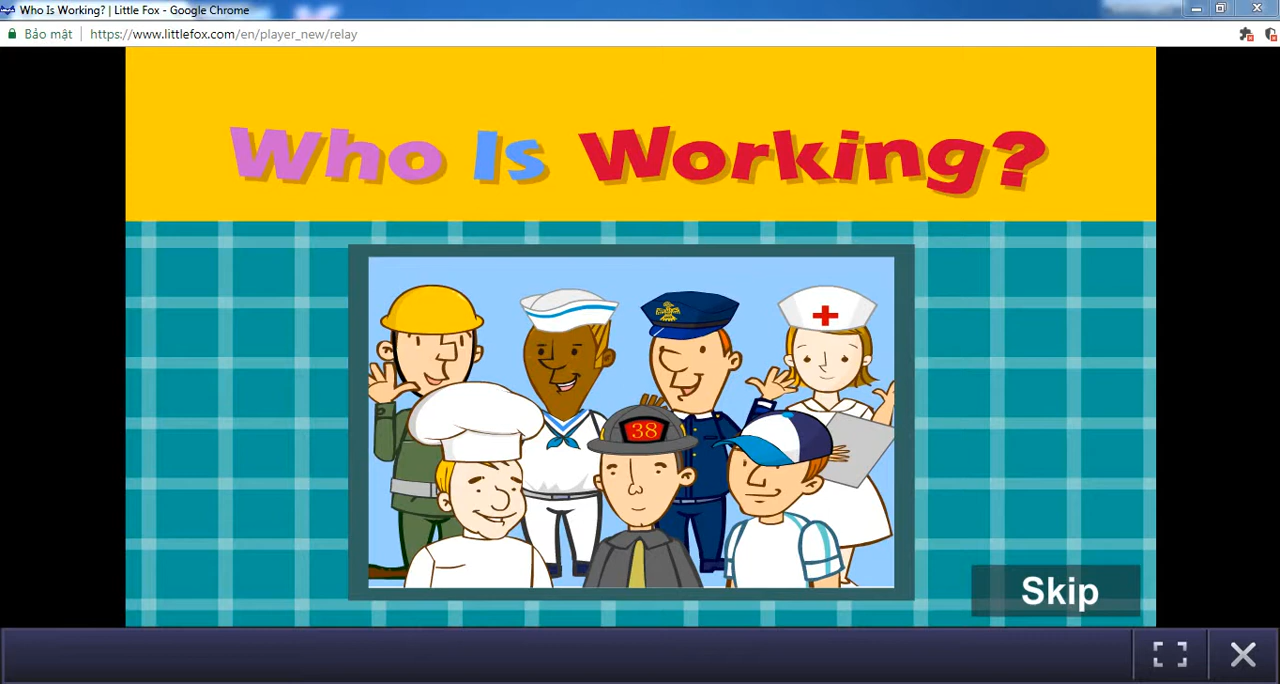 Who Is Working? | Little Fox - Google Chrome
Bảo mật | https://www.littlefox.com/en/player_new/relay
Who Is Working?
38
Skip